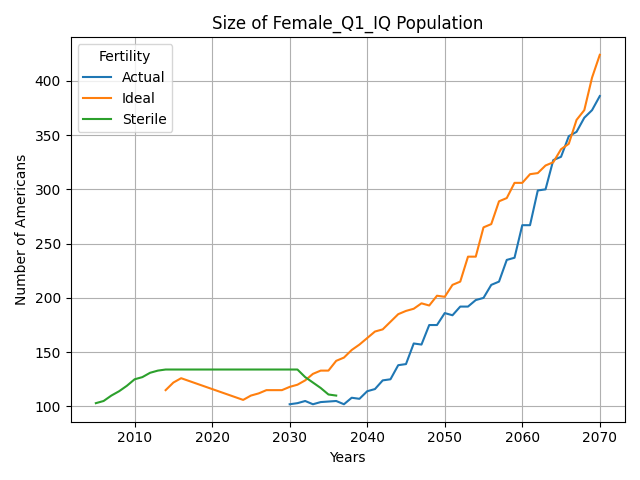 Size of Female_Q1_IQ Population
Fertility
Actual
Ideal
Sterile
Number of Americans
400
350
300
250
200
150
100
2010
2020
2030
2040
2050
2060
2070
Years